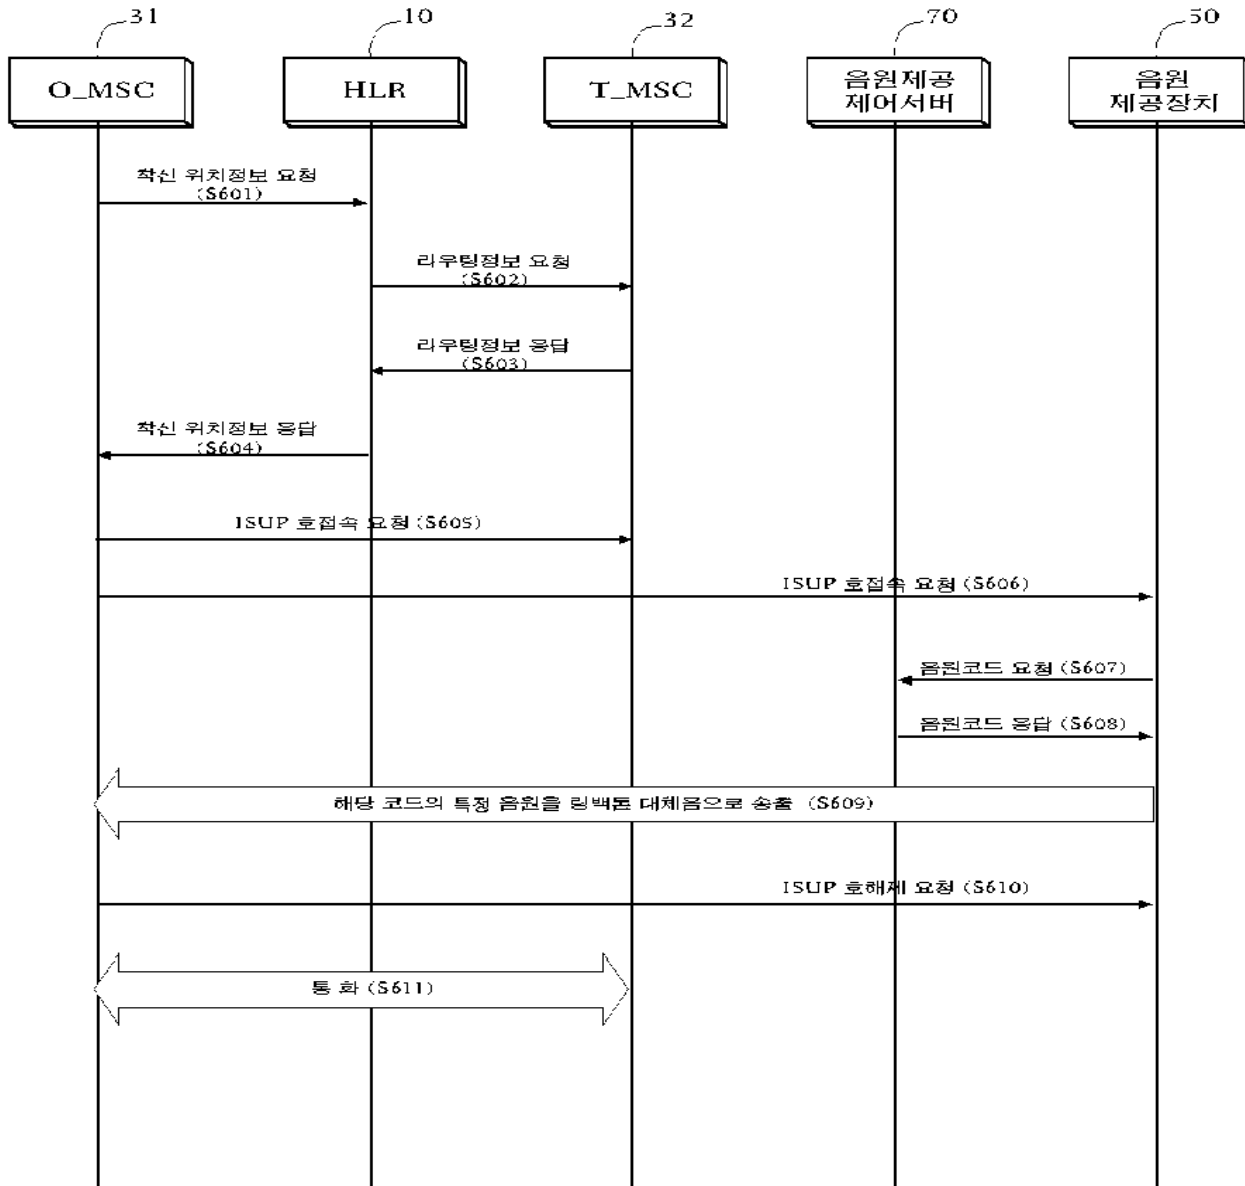 31
10
32
70
50
O_MSC
HLR
T_MSC
음원제공
제어서버
음원
제공장치
착신 위치정보 요청
(S601)
라우팅정보 요청
(S602)
라우팅정보 응답
(S603)
착신 위치정보 응답
(S604)
ISUP 호접속 요청 (S605)
ISUP 호접속 요청 (S606)
음원코드 요청 (S607)
음원코드 응답 (S608)
해당 코드의 특정 음원을 링백톤 대체음으로 송출 (S609)
ISUP 호해제 요청 (S610)
통 화 (S611)